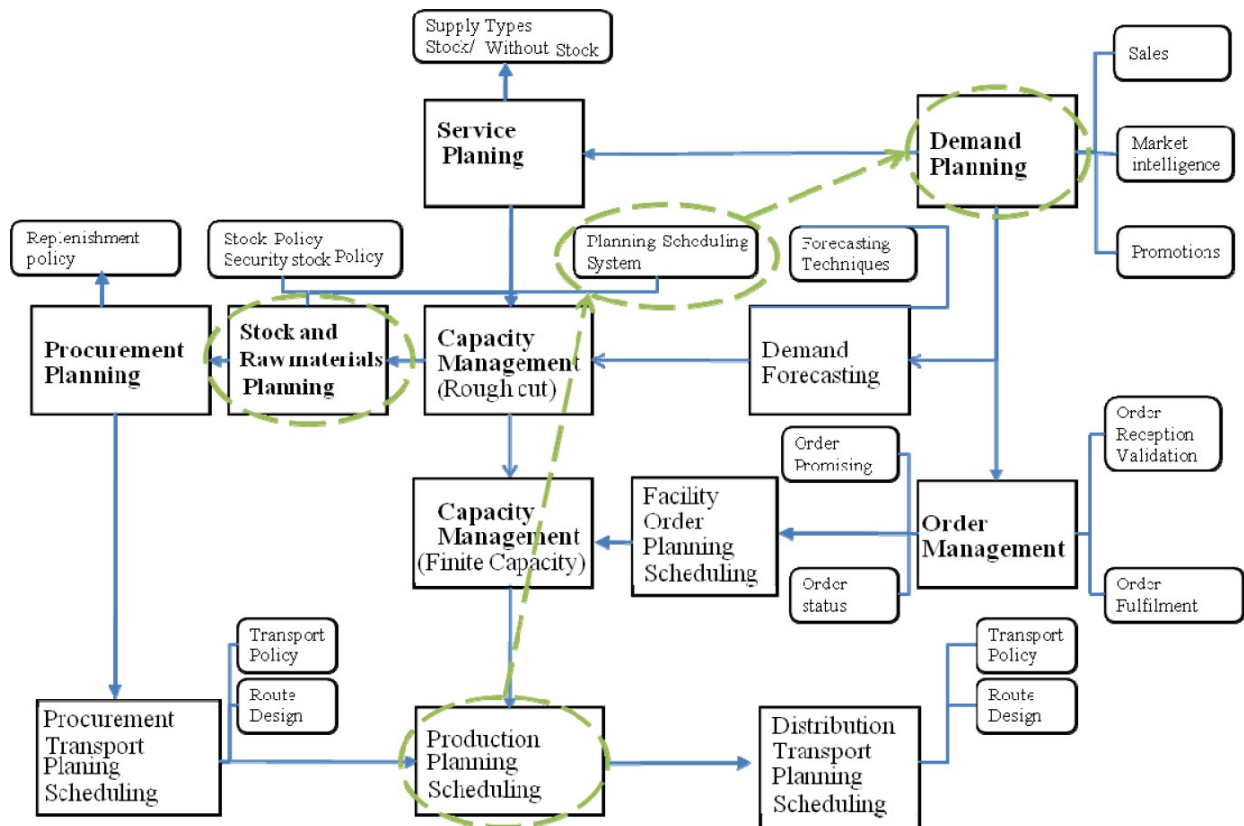 Supply Types
Stock/ Without Stock
Sales
Service
Planing
Demand
Planning
Market
intelligence
Replenishment
policy
Stock Policy
Security stock Policy
Planning Scheduling
System
Forecasting
Techniques
Promotions
Procurement
Planning
Stock and
Raw materials
Planning
Capacity
Management
(Rough cut)
Demand
Forecasting
Order
Promising
Order
Reception
Validation
Capacity
Management
(Finite Capacity)
Facility
Order
Planning
Scheduling
Order
Management
Order
status
Order
Fulfilment
Transport
Policy
Route
Design
Transport
Policy
Route
Design
Procurement
Transport
Planing
Scheduling
Production
Planning
Scheduling
Distribution
Transport
Planning
Scheduling